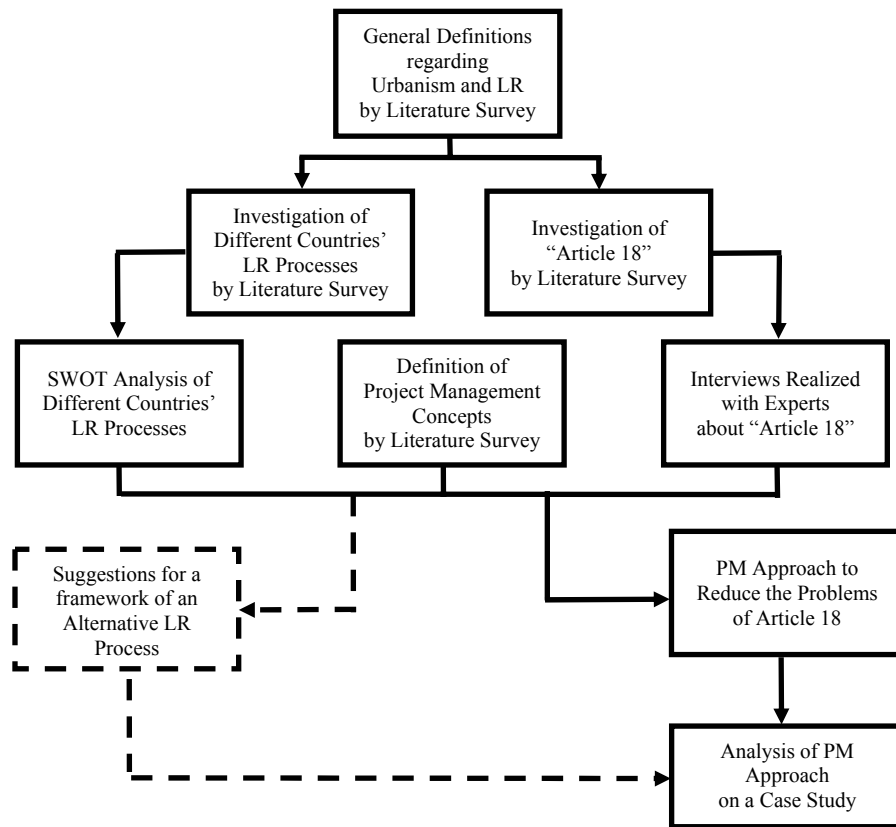 General Definitions
regarding
Urbanism and LR
by Literature Survey
Investigation of
Different Countries’
LR Processes
by Literature Survey
Investigation of
“Article 18”
by Literature Survey
SWOT Analysis of
Different Countries’
LR Processes
Definition of
Project Management
Concepts
by Literature Survey
Interviews Realized
with Experts
about “Article 18”
Suggestions for a
framework of an
Alternative LR
Process
PM Approach to
Reduce the Problems
of Article 18
Analysis of PM
Approach
on a Case Study